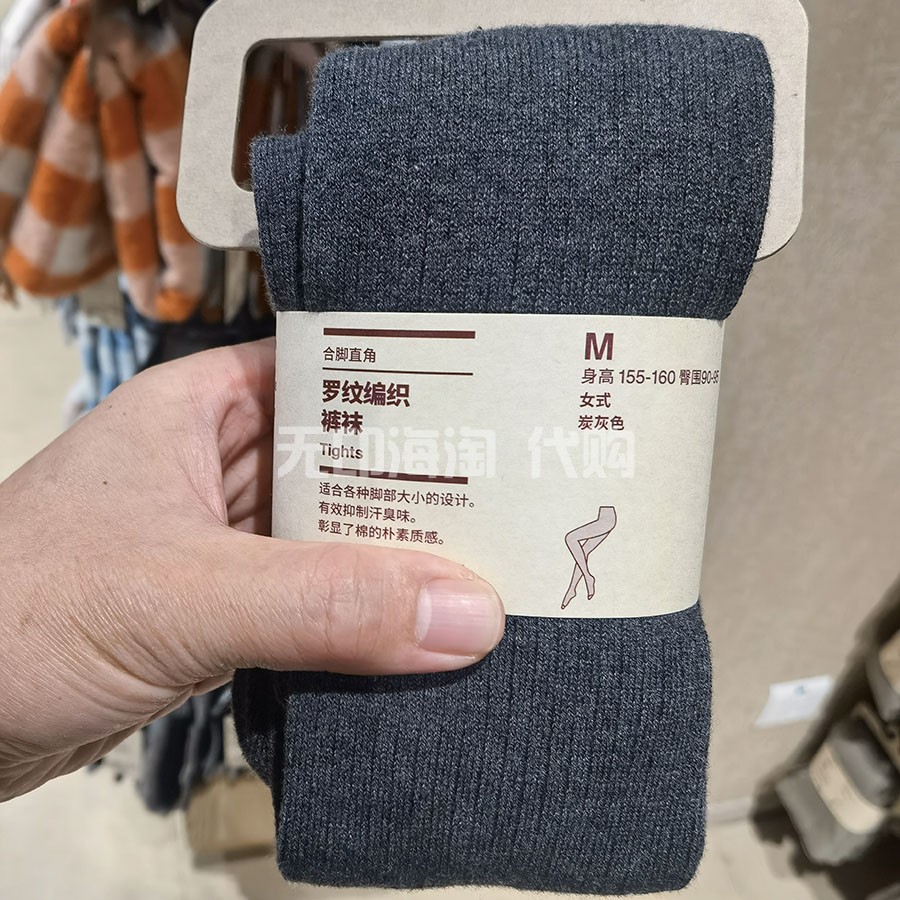 合脚直角
罗纹编织
裤袜
Tights
适合各种脚部大小的设计。
有效抑制汗臭味。
彰显了棉的朴素质感。
M
身高 155-160 臀围90-95
女式
炭灰色
无印海淘 代购